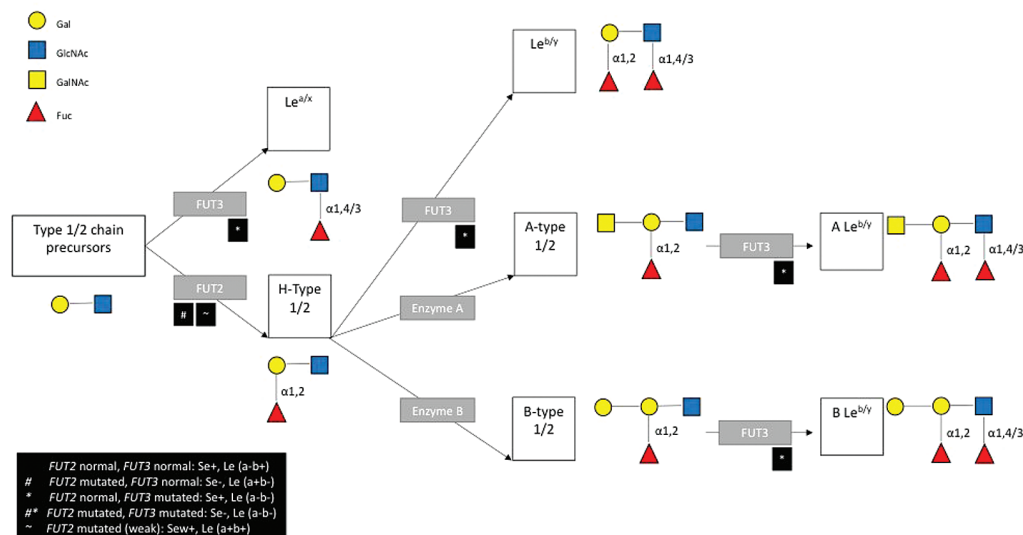 Gal
GlcNAc
GalNAc
Fuc
Le^a/x
α1,4/3
FUT3
*
Type 1/2 chain
precursors
FUT2
# ~
H-Type
1/2
α1,2
FUT3
*
Enzyme A
Enzyme B
Le^b/y
α1,2
α1,4/3
A-type
1/2
α1,2
FUT3
*
A Le^b/y
α1,2
α1,4/3
B-type
1/2
α1,2
FUT3
*
B Le^b/y
α1,2
α1,4/3
FUT2 normal, FUT3 normal: Se+, Le (a-b+)
# FUT2 mutated, FUT3 normal: Se-, Le (a+b-)
* FUT2 normal, FUT3 mutated: Se+, Le (a-b-)
#* FUT2 mutated, FUT3 mutated: Se-, Le (a-b-)
~ FUT2 mutated (weak): Sew+, Le (a+b+)